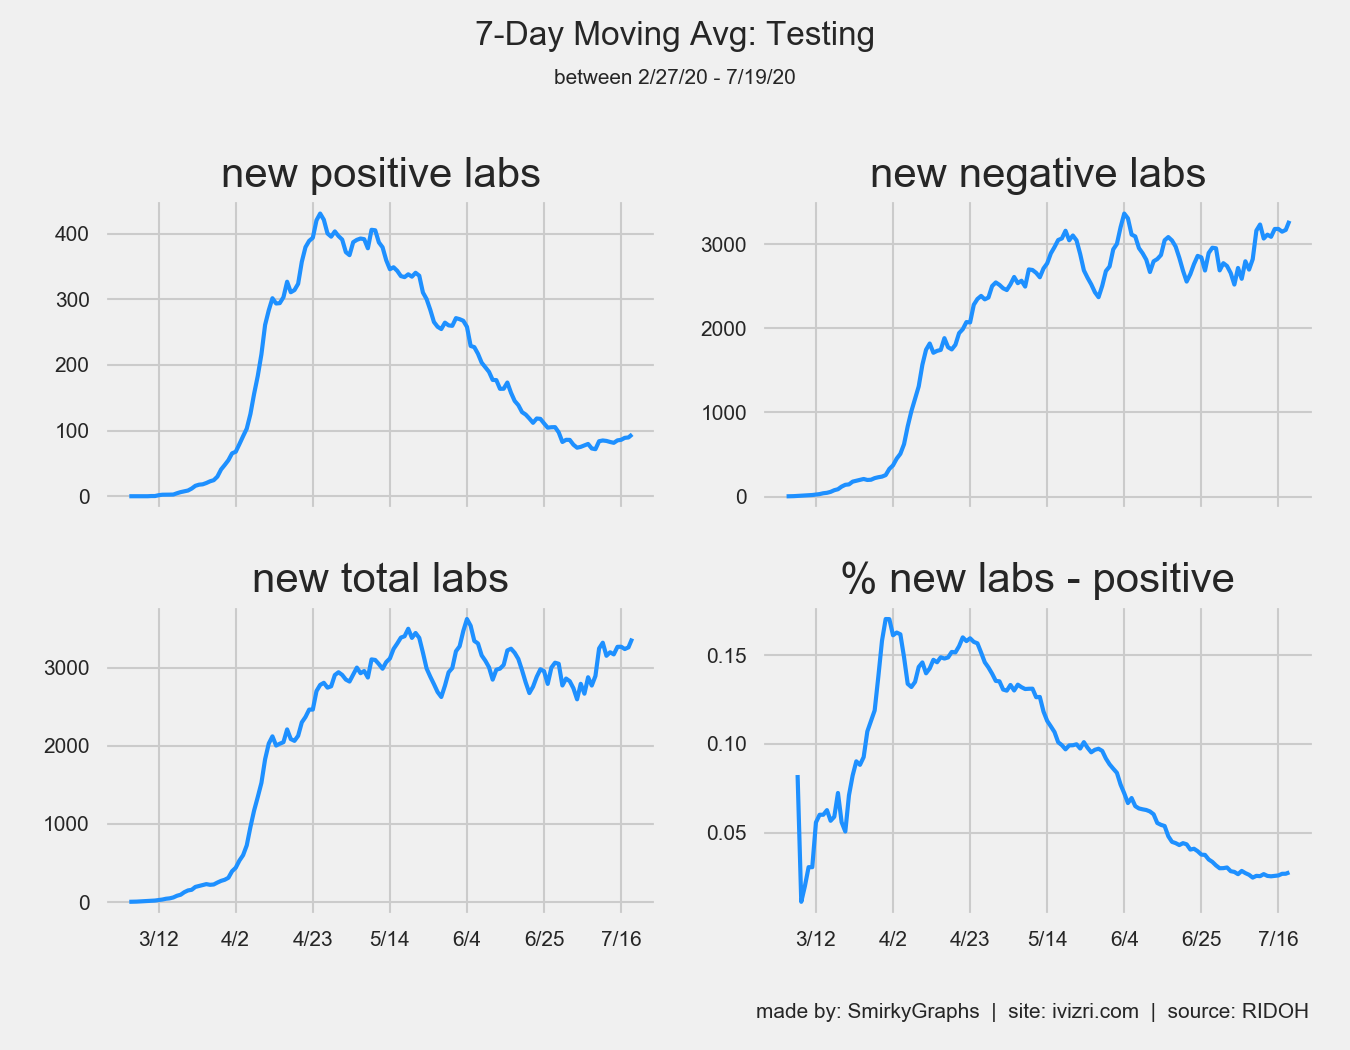 7-Day Moving Avg: Testing
between 2/27/20 - 7/19/20
new positive labs
400
300
200
100
0
new negative labs
3000
2000
1000
0
new total labs
3000
2000
1000
0
3/12 4/2 4/23 5/14 6/4 6/25 7/16
% new labs - positive
0.15
0.10
0.05
3/12 4/2 4/23 5/14 6/4 6/25 7/16
made by: SmirkyGraphs | site: ivizri.com | source: RIDOH